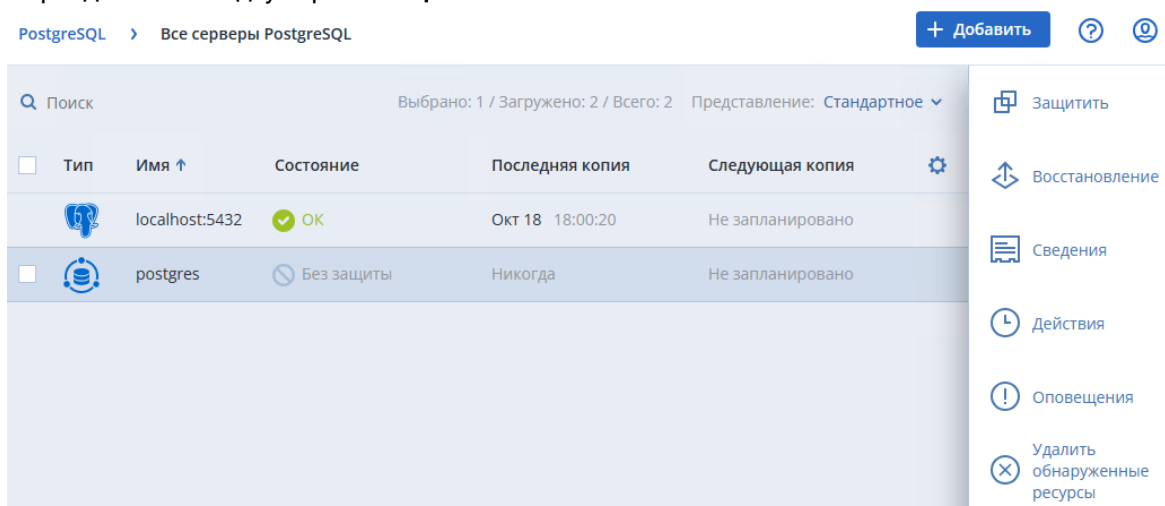 PostgreSQL > Все серверы PostgreSQL
+ Добавить
Поиск
Выбрано: 1 / Загружено: 2 / Всего: 2 Представление: Стандартное
Тип Имя ↑ Состояние Последняя копия Следующая копия
localhost:5432 ОК Окт 18 18:00:20 Не запланировано
postgres Без защиты Никогда Не запланировано
Защитить
Восстановление
Сведения
Действия
Оповещения
Удалить
обнаруженные
ресурсы